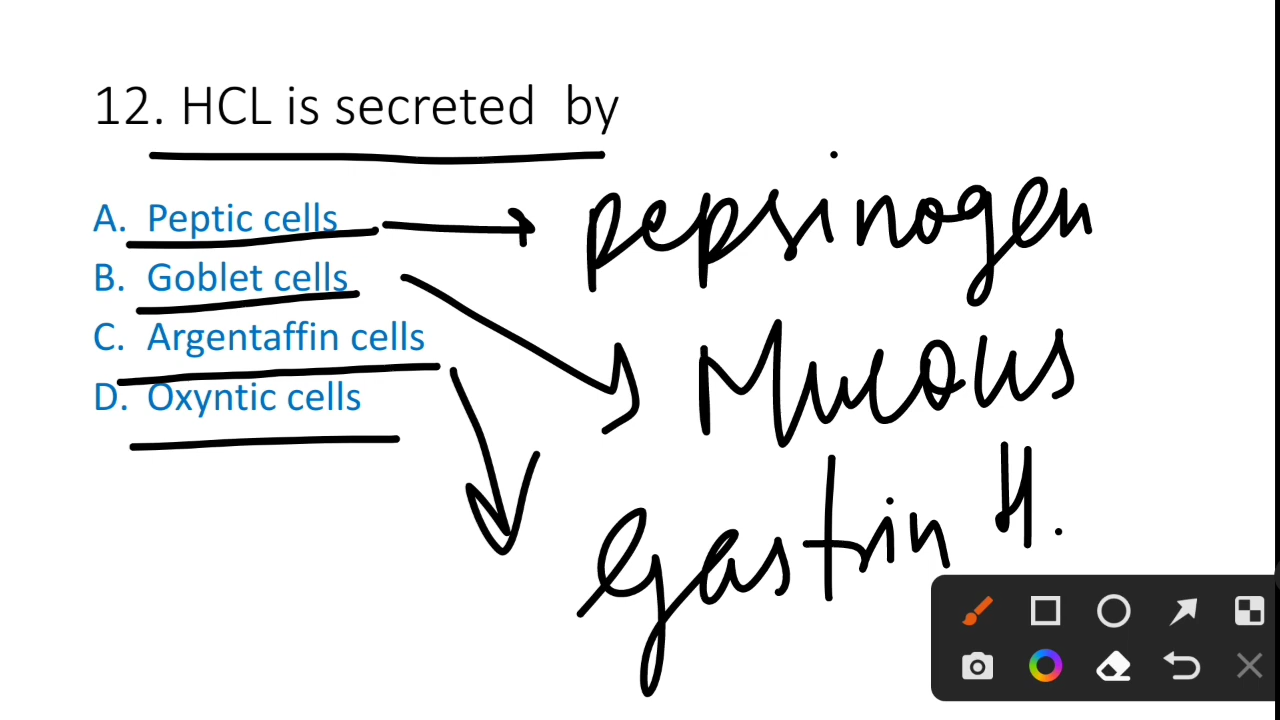 12. HCL is secreted by
A. Peptic cells
pepsinogen
B. Goblet cells
Mucous
C. Argentaffin cells
D. Oxyntic cells
Gastrin H.